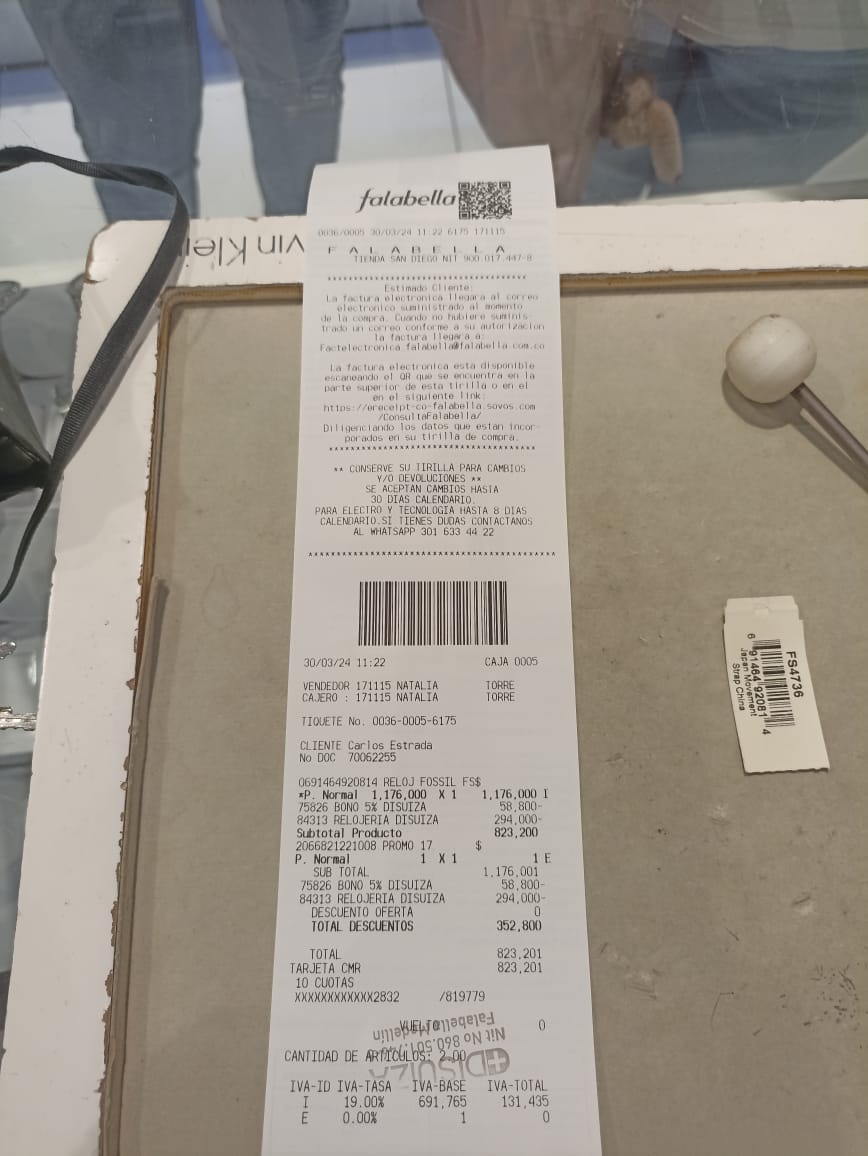 falabella
0036/0005 30/03/24 11:22 6175 171115
F A L A B E L L A
TIENDA SAN DIEGO NIT 900.017.447-8
****************************************
Estimado Cliente:
La factura electronica llegara al correo
electronico suministrado al momento
de la compra. Cuando no hubiere suminis-
trado un correo conforme a su autorizacion
la factura llegara a:
Factelectronica.falabella@falabella.com.co
La factura electronica esta disponible
escaneando el QR que se encuentra en la
parte superior de esta tirilla o en el
en el siguiente link:
https://ereceipt-co-falabella.sovos.com
/ConsultaFalabella/
Diligenciando los datos que estan incor-
porados en su tirilla de compra.
****************************************
** CONSERVE SU TIRILLA PARA CAMBIOS
Y/O DEVOLUCIONES **
SE ACEPTAN CAMBIOS HASTA
30 DIAS CALENDARIO.
PARA ELECTRO Y TECNOLOGIA HASTA 8 DIAS
CALENDARIO.SI TIENES DUDAS CONTACTANOS
AL WHATSAPP 301 633 44 22
****************************************
30/03/24 11:22 CAJA 0005
VENDEDOR 171115 NATALIA TORRE
CAJERO : 171115 NATALIA TORRE
TIQUETE No. 0036-0005-6175
CLIENTE Carlos Estrada
No DOC 70062255
0691464920814 RELOJ FOSSIL FS$
*P. Normal 1,176,000 X 1 1,176,000 I
75826 BONO 5% DISUIZA 58,800-
84313 RELOJERIA DISUIZA 294,000-
Subtotal Producto 823,200
2066821221008 PROMO 17 $
P. Normal 1 X 1 1 E
SUB TOTAL 1,176,001
75826 BONO 5% DISUIZA 58,800-
84313 RELOJERIA DISUIZA 294,000-
DESCUENTO OFERTA 0
TOTAL DESCUENTOS 352,800
TOTAL 823,201
TARJETA CMR 823,201
10 CUOTAS
XXXXXXXXXXXX2832 /819779
VUELTO 0
CANTIDAD DE ARTICULOS: 2.00
IVA-ID IVA-TASA IVA-BASE IVA-TOTAL
I 19.00% 691,765 131,435
E 0.00% 1 0
DISUIZA
Nit No 860.501.
Falabella Medellin
vin Klei
FS4736
6 91464 92081 4
Japan Movement
Strap China